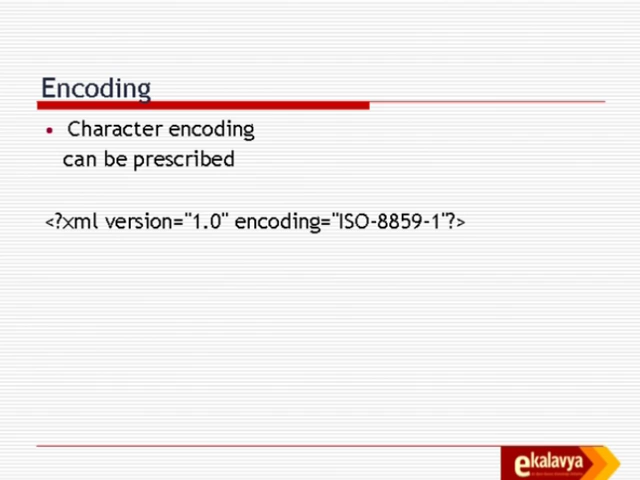 Encoding
• Character encoding
can be prescribed
<?xml version="1.0" encoding="ISO-8859-1"?>
ekalavya